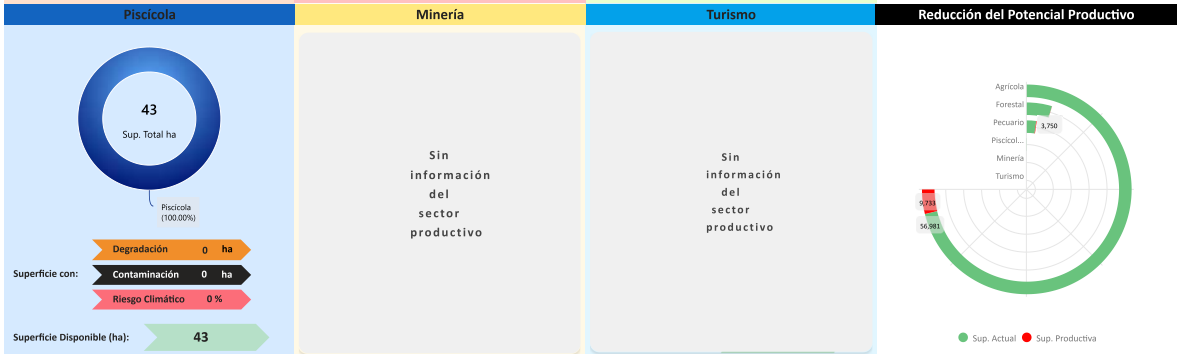 Piscícola
43
Sup. Total ha
Piscícola
(100.00%)
Superficie con:
Degradación 0 ha
Contaminación 0 ha
Riesgo Climático 0 %
Superficie Disponible (ha): 43
Minería
Sin
información
del
sector
productivo
Turismo
Sin
información
del
sector
productivo
Reducción del Potencial Productivo
Agrícola
Forestal
Pecuario
3,750
Piscícol...
Minería
Turismo
9,733
56,981
Sup. Actual Sup. Productiva